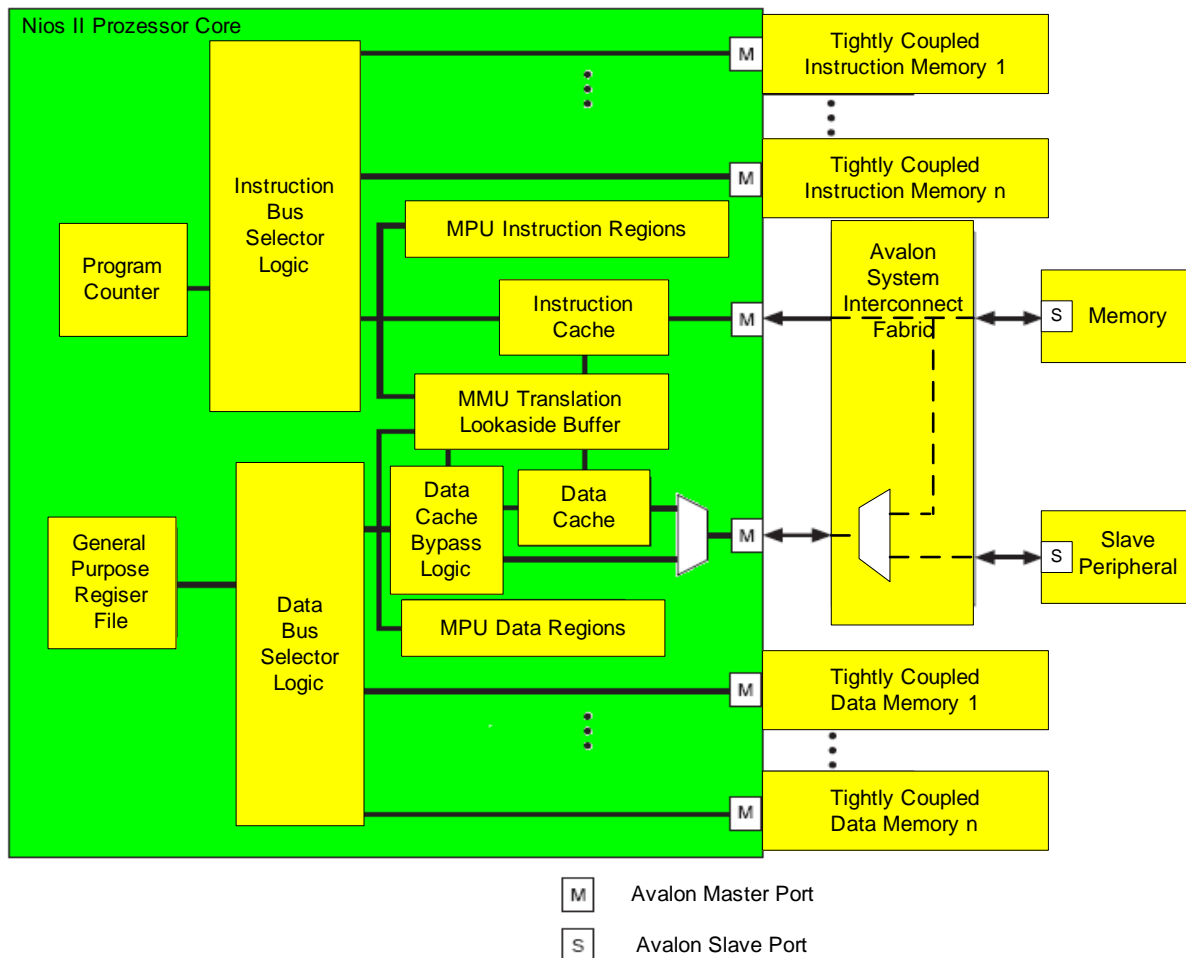 Nios II Prozessor Core
M
Tightly Coupled
Instruction Memory 1
M
Tightly Coupled
Instruction Memory n
Instruction
Bus
Selector
Logic
MPU Instruction Regions
Program
Counter
Instruction
Cache
M
Avalon
System
Interconnect
Fabric
S
Memory
MMU Translation
Lookaside Buffer
Data
Cache
Bypass
Logic
Data
Cache
M
General
Purpose
Regiser
File
S
Slave
Peripheral
Data
Bus
Selector
Logic
MPU Data Regions
M
Tightly Coupled
Data Memory 1
M
Tightly Coupled
Data Memory n
M
Avalon Master Port
S
Avalon Slave Port